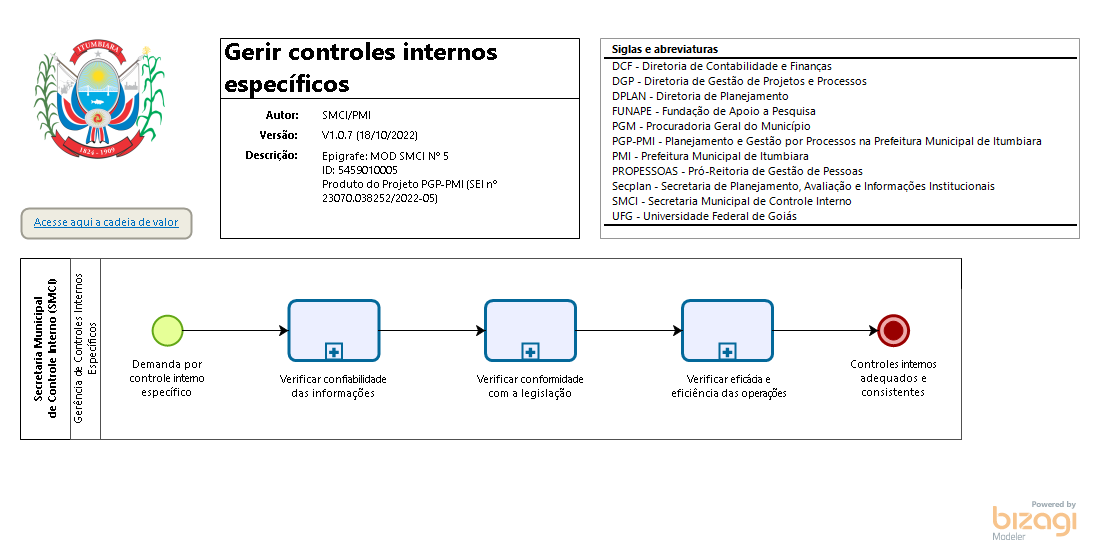 ITUMBIARA
1824 - 1909
Acesse aqui a cadeia de valor
Gerir controles internos
específicos
Autor: SMCI/PMI
Versão: V1.0.7 (18/10/2022)
Descrição: Epigrafe: MOD SMCI Nº 5
ID: 5459010005
Produto do Projeto PGP-PMI (SEI nº
23070.038252/2022-05)
Siglas e abreviaturas
DCF - Diretoria de Contabilidade e Finanças
DGP - Diretoria de Gestão de Projetos e Processos
DPLAN - Diretoria de Planejamento
FUNAPE - Fundação de Apoio a Pesquisa
PGM - Procuradoria Geral do Município
PGP-PMI - Planejamento e Gestão por Processos na Prefeitura Municipal de Itumbiara
PMI - Prefeitura Municipal de Itumbiara
PROPESSOAS - Pró-Reitoria de Gestão de Pessoas
Secplan - Secretaria de Planejamento, Avaliação e Informações Institucionais
SMCI - Secretaria Municipal de Controle Interno
UFG - Universidade Federal de Goiás
Secretaria Municipal
de Controle Interno (SMCI)
Gerência de Controles Internos
Específicos
Demanda por
controle interno
específico
Verificar confiabilidade
das informações
Verificar conformidade
com a legislação
Verificar eficácia e
eficiência das operações
Controles internos
adequados e
consistentes
Powered by
bizagi
Modeler